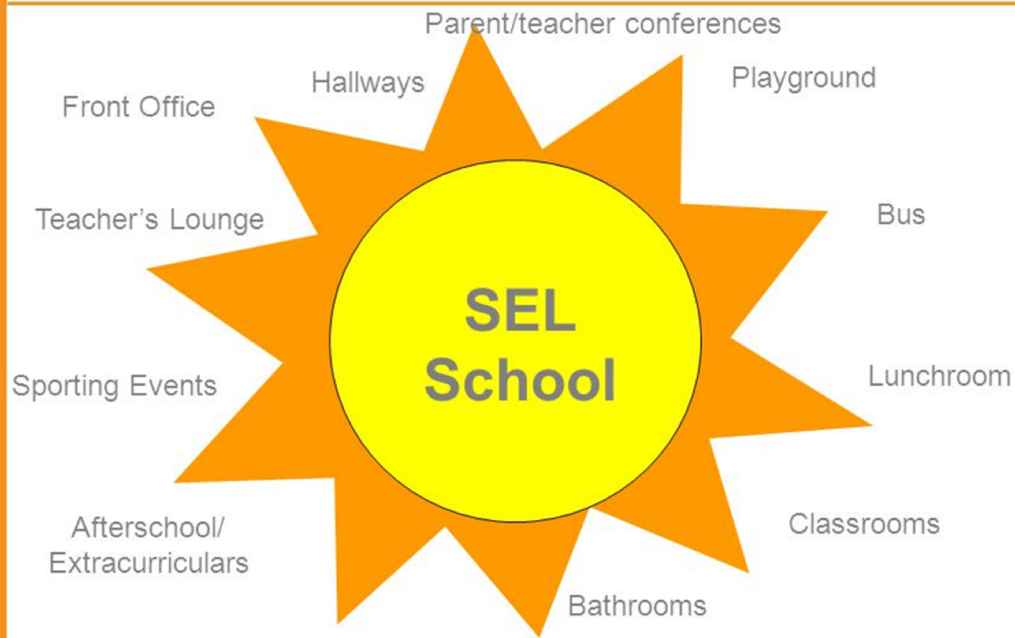 Parent/teacher conferences
Hallways
Playground
Front Office
Teacher's Lounge
Bus
SEL
School
Sporting Events
Lunchroom
Afterschool/
Extracurriculars
Classrooms
Bathrooms